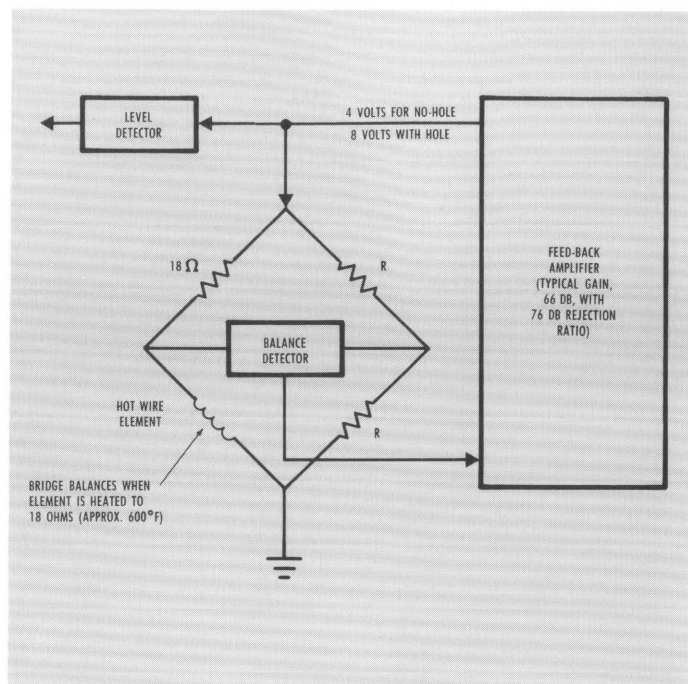 LEVEL
DETECTOR
4 VOLTS FOR NO-HOLE
8 VOLTS WITH HOLE
18 Ω
R
FEED-BACK
AMPLIFIER
(TYPICAL GAIN,
66 DB, WITH
76 DB REJECTION
RATIO)
BALANCE
DETECTOR
HOT WIRE
ELEMENT
R
BRIDGE BALANCES WHEN
ELEMENT IS HEATED TO
18 OHMS (APPROX. 600°F)